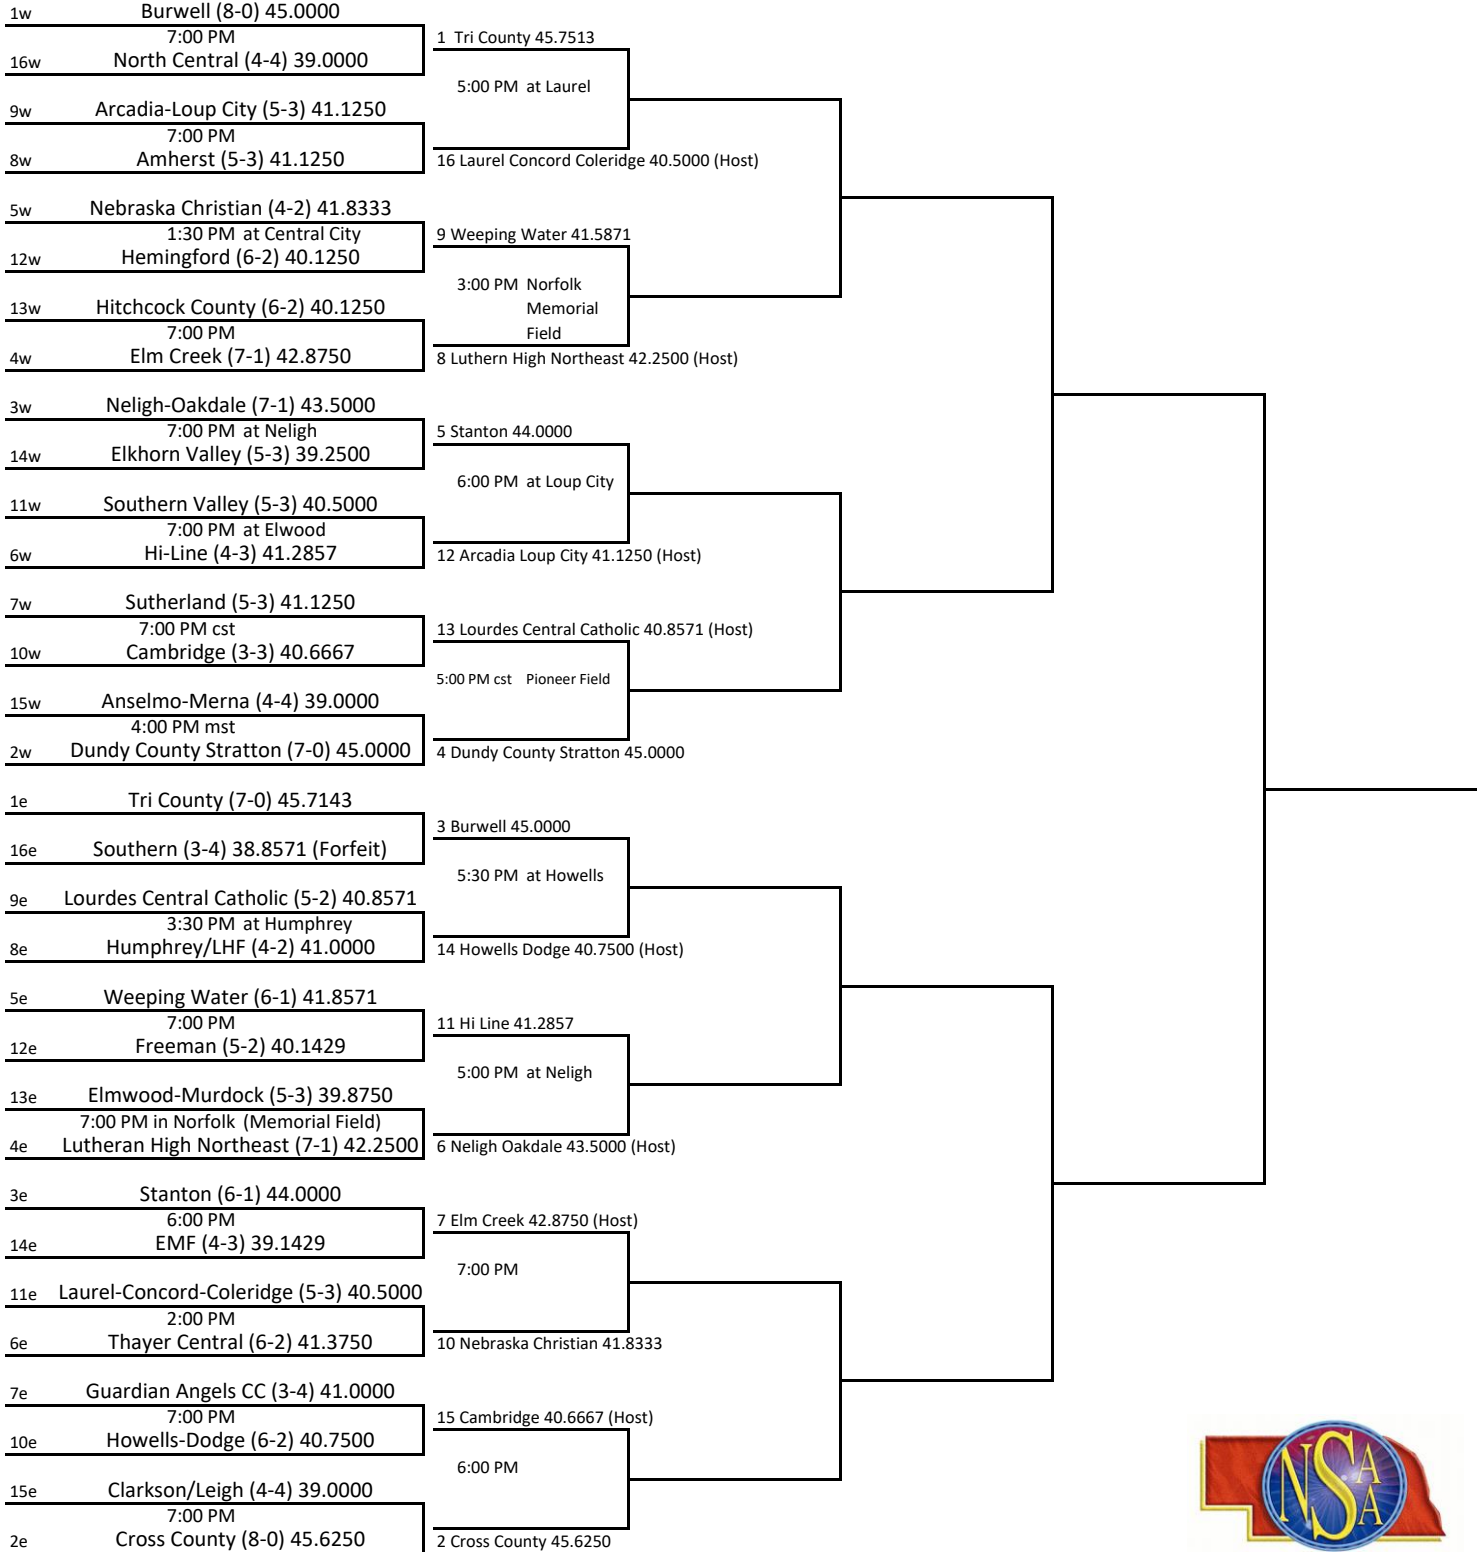 1w Burwell (8-0) 45.0000
7:00 PM
16w North Central (4-4) 39.0000
9w Arcadia-Loup City (5-3) 41.1250
7:00 PM
8w Amherst (5-3) 41.1250
5w Nebraska Christian (4-2) 41.8333
1:30 PM at Central City
12w Hemingford (6-2) 40.1250
13w Hitchcock County (6-2) 40.1250
7:00 PM
4w Elm Creek (7-1) 42.8750
3w Neligh-Oakdale (7-1) 43.5000
7:00 PM at Neligh
14w Elkhorn Valley (5-3) 39.2500
11w Southern Valley (5-3) 40.5000
7:00 PM at Elwood
6w Hi-Line (4-3) 41.2857
7w Sutherland (5-3) 41.1250
7:00 PM cst
10w Cambridge (3-3) 40.6667
15w Anselmo-Merna (4-4) 39.0000
4:00 PM mst
2w Dundy County Stratton (7-0) 45.0000
1e Tri County (7-0) 45.7143
16e Southern (3-4) 38.8571 (Forfeit)
9e Lourdes Central Catholic (5-2) 40.8571
3:30 PM at Humphrey
8e Humphrey/LHF (4-2) 41.0000
5e Weeping Water (6-1) 41.8571
7:00 PM
12e Freeman (5-2) 40.1429
13e Elmwood-Murdock (5-3) 39.8750
7:00 PM in Norfolk (Memorial Field)
4e Lutheran High Northeast (7-1) 42.2500
3e Stanton (6-1) 44.0000
6:00 PM
14e EMF (4-3) 39.1429
11e Laurel-Concord-Coleridge (5-3) 40.5000
2:00 PM
6e Thayer Central (6-2) 41.3750
7e Guardian Angels CC (3-4) 41.0000
7:00 PM
10e Howells-Dodge (6-2) 40.7500
15e Clarkson/Leigh (4-4) 39.0000
7:00 PM
2e Cross County (8-0) 45.6250
1 Tri County 45.7513
5:00 PM at Laurel
16 Laurel Concord Coleridge 40.5000 (Host)
9 Weeping Water 41.5871
3:00 PM Norfolk
Memorial
Field
8 Luthern High Northeast 42.2500 (Host)
5 Stanton 44.0000
6:00 PM at Loup City
12 Arcadia Loup City 41.1250 (Host)
13 Lourdes Central Catholic 40.8571 (Host)
5:00 PM cst Pioneer Field
4 Dundy County Stratton 45.0000
3 Burwell 45.0000
5:30 PM at Howells
14 Howells Dodge 40.7500 (Host)
11 Hi Line 41.2857
5:00 PM at Neligh
6 Neligh Oakdale 43.5000 (Host)
7 Elm Creek 42.8750 (Host)
7:00 PM
10 Nebraska Christian 41.8333
15 Cambridge 40.6667 (Host)
6:00 PM
2 Cross County 45.6250
NSAA